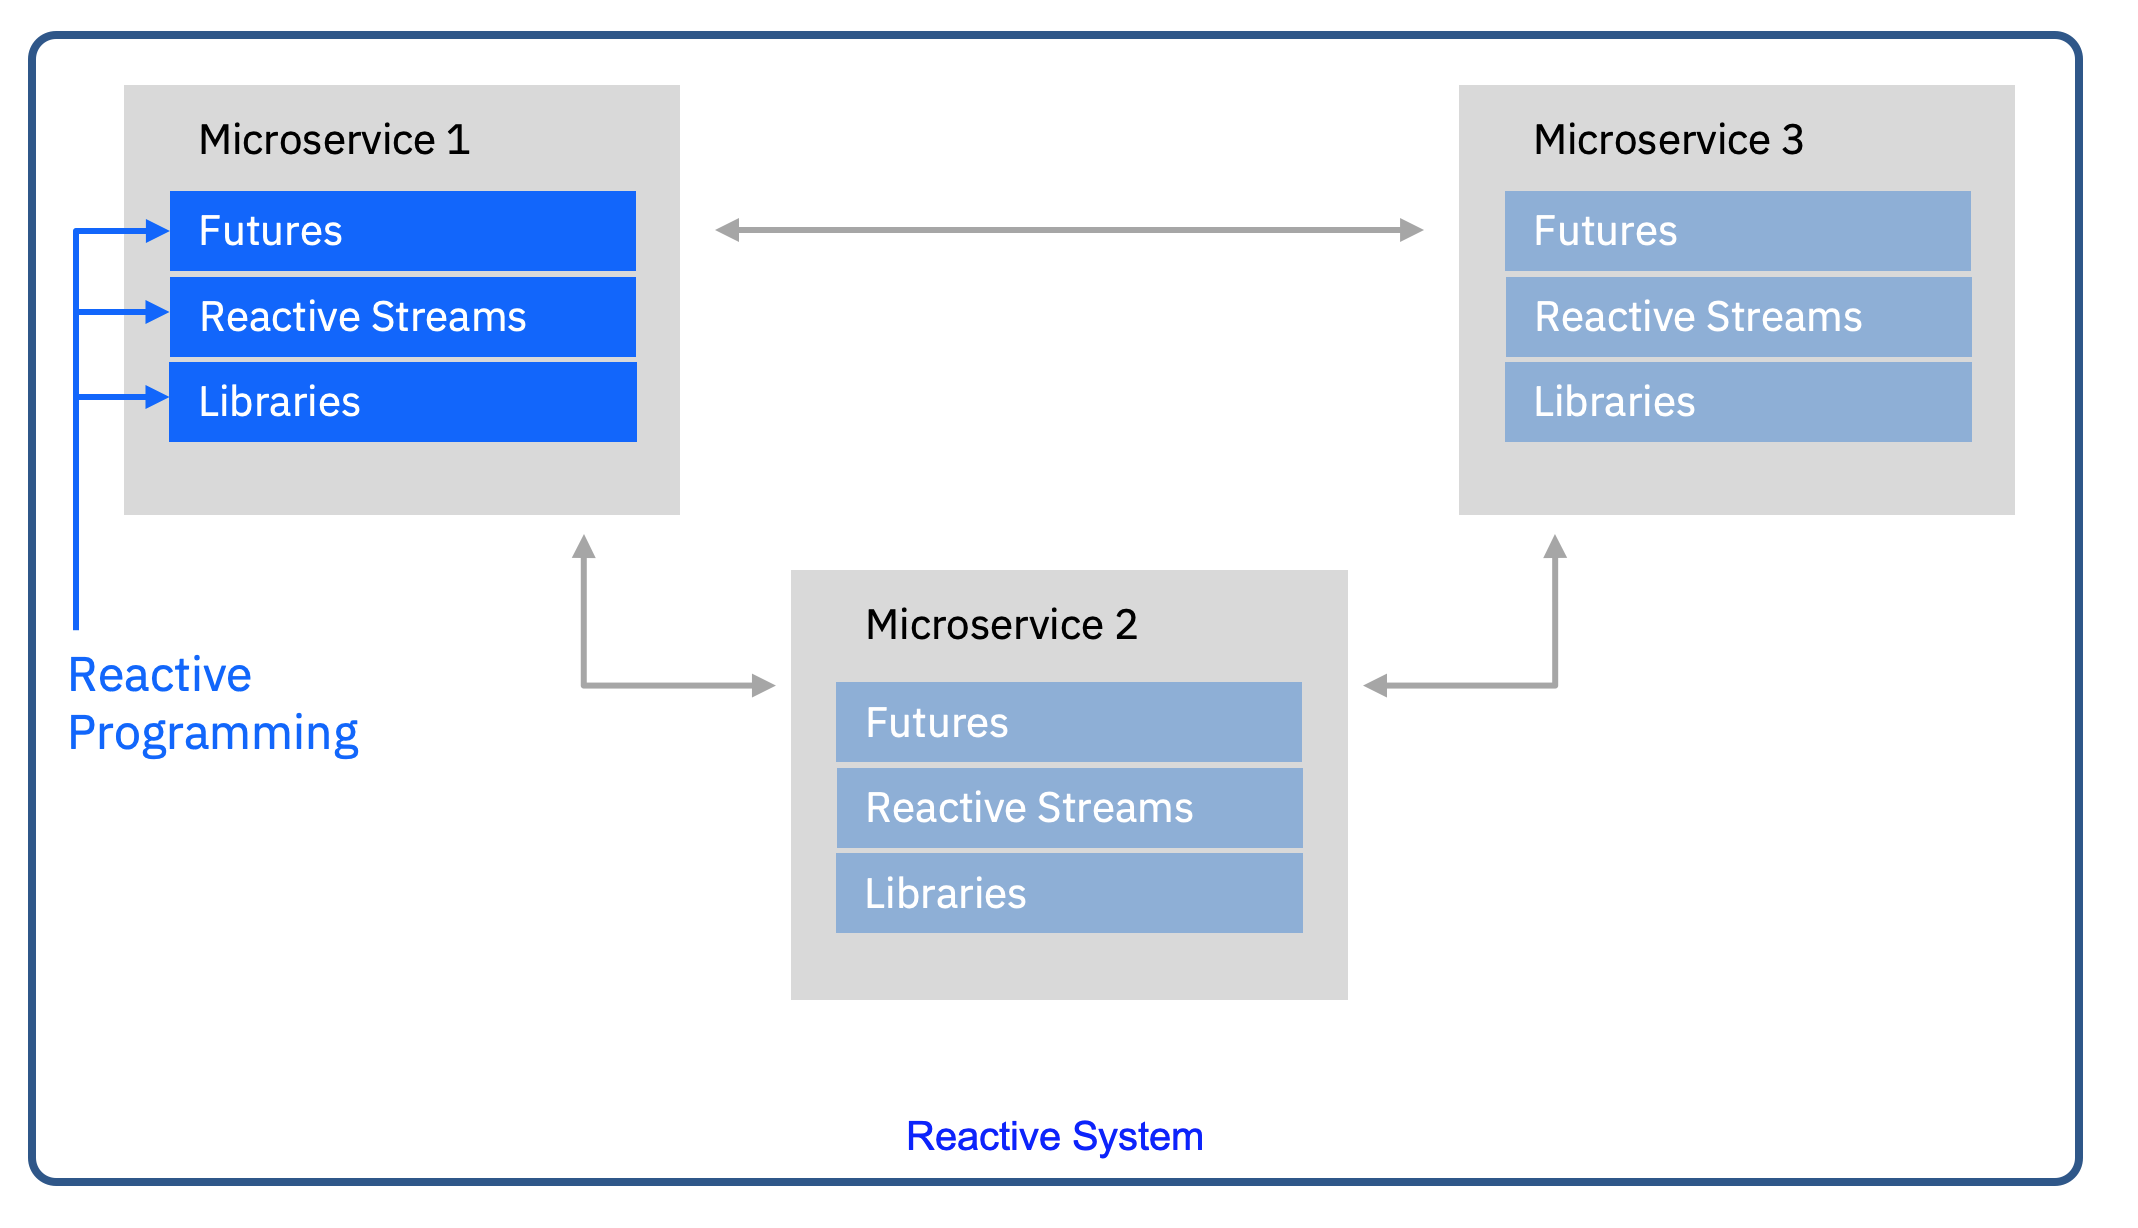 Microservice 1
Futures
Reactive Streams
Libraries
Microservice 3
Futures
Reactive Streams
Libraries
Reactive
Programming
Microservice 2
Futures
Reactive Streams
Libraries
Reactive System